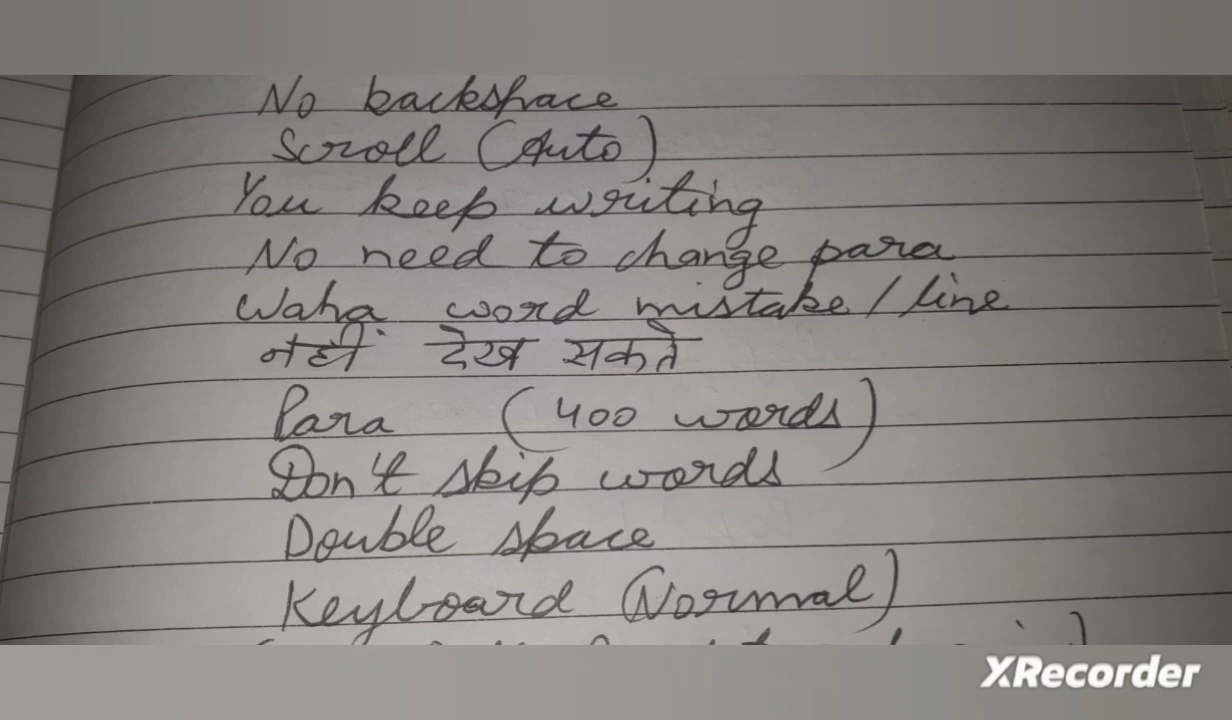 No backspace
Scroll (Auto)
You keep writing
No need to change para
Waha word mistake / line
नही देख सकते
Para (400 words)
Don't skip words
Double space
Keyboard (Normal)
XRecorder